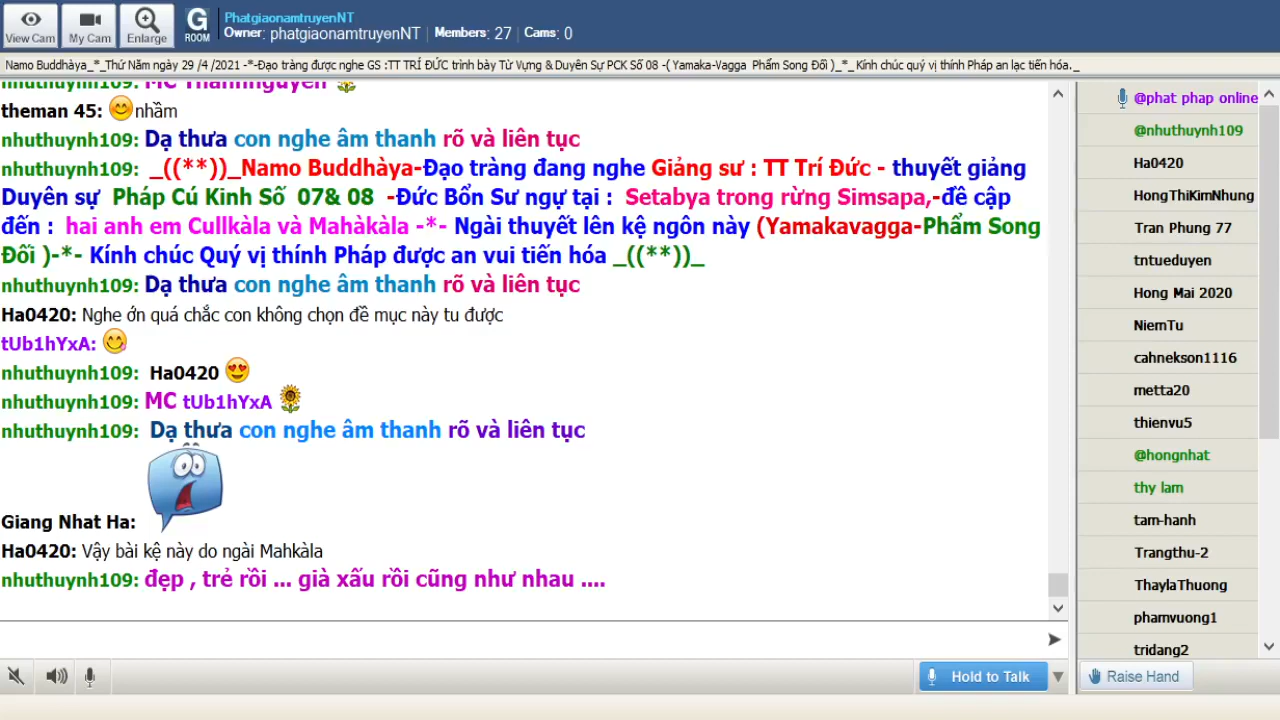 View Cam
My Cam
Enlarge
G
ROOM
PhatgiaonamtruyenNT
Owner: phatgiaonamtruyenNT | Members: 27 | Cams: 0
Namo Buddhàya_*_Thứ Năm ngày 29 /4 /2021 -*-Đạo tràng được nghe GS :TT TRÍ ĐỨC trình bày Từ Vựng & Duyên Sự PCK Số 08 -( Yamaka-Vagga Phẩm Song Đối )_*_ Kính chúc quý vị thính Pháp an lạc tiến hóa._
nhuthuynh109: MC Thanhnguyen
theman 45: nhầm
nhuthuynh109: Dạ thưa con nghe âm thanh rõ và liên tục
nhuthuynh109: _((**))_Namo Buddhàya-Đạo tràng đang nghe Giảng sư : TT Trí Đức - thuyết giảng
Duyên sự Pháp Cú Kinh Số 07& 08 -Đức Bổn Sư ngự tại : Setabya trong rừng Simsapa,-đề cập
đến : hai anh em Cullkàla và Mahàkàla -*- Ngài thuyết lên kệ ngôn này (Yamakavagga-Phẩm Song
Đối )-*- Kính chúc Quý vị thính Pháp được an vui tiến hóa _((**))_
nhuthuynh109: Dạ thưa con nghe âm thanh rõ và liên tục
Ha0420: Nghe ớn quá chắc con không chọn đề mục này tu được
tUb1hYxA:
nhuthuynh109: Ha0420
nhuthuynh109: MC tUb1hYxA
nhuthuynh109: Dạ thưa con nghe âm thanh rõ và liên tục
Giang Nhat Ha:
Ha0420: Vậy bài kệ này do ngài Mahkàla
nhuthuynh109: đẹp , trẻ rồi ... già xấu rồi cũng như nhau ....
Hold to Talk
@phat phap online
@nhuthuynh109
Ha0420
HongThiKimNhung
Tran Phung 77
tntueduyen
Hong Mai 2020
NiemTu
cahnekson1116
metta20
thienvu5
@hongnhat
thy lam
tam-hanh
Trangthu-2
ThaylaThuong
phamvuong1
tridang2
Raise Hand